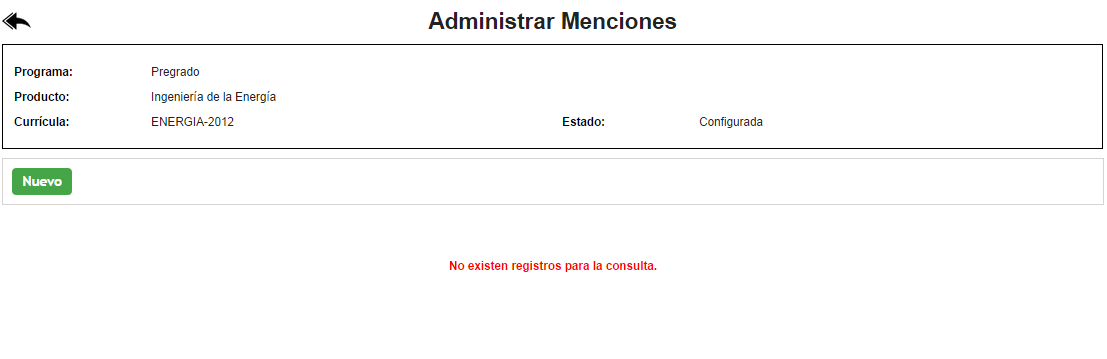 Administrar Menciones
Programa: Pregrado
Producto: Ingeniería de la Energía
Currícula: ENERGIA-2012 Estado: Configurada
Nuevo
No existen registros para la consulta.